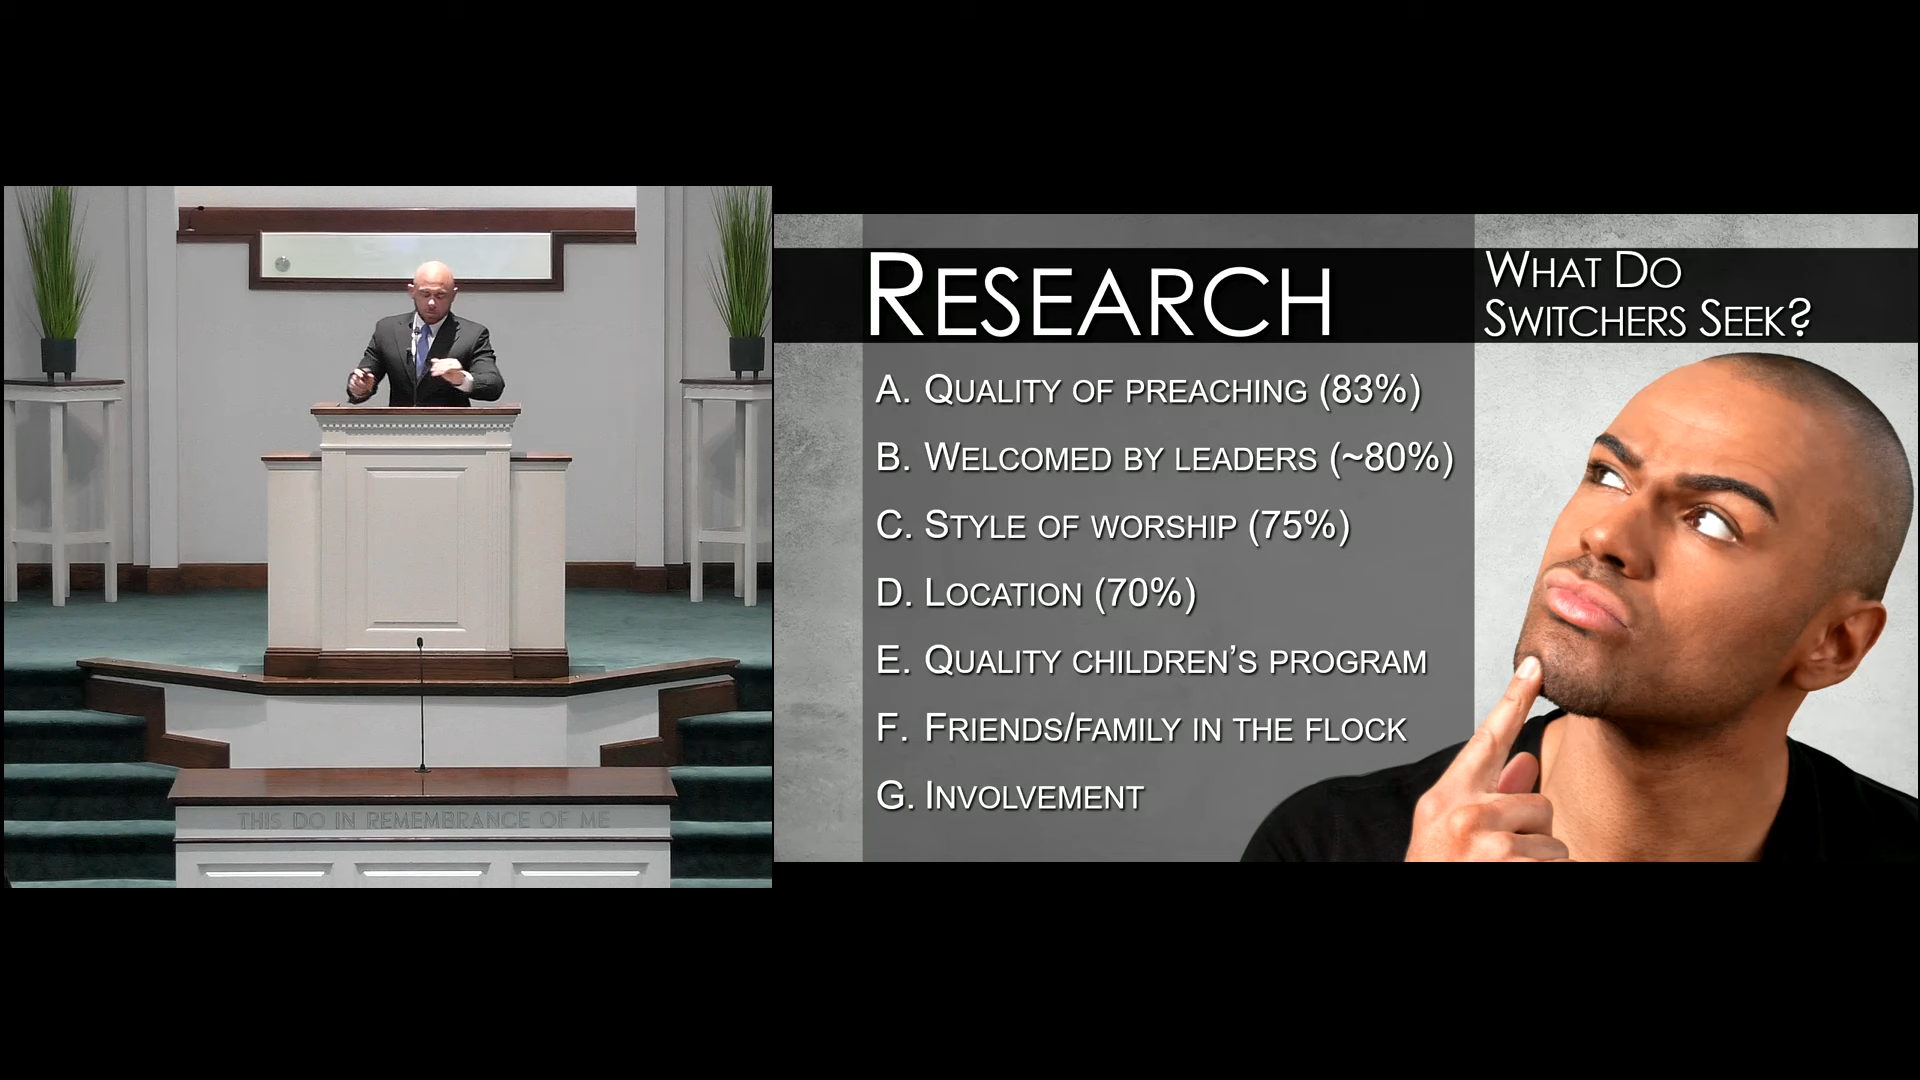 THIS DO IN REMEMBRANCE OF ME
RESEARCH
WHAT DO
SWITCHERS SEEK?
A. QUALITY OF PREACHING (83%)
B. WELCOMED BY LEADERS (~80%)
C. STYLE OF WORSHIP (75%)
D. LOCATION (70%)
E. QUALITY CHILDREN'S PROGRAM
F. FRIENDS/FAMILY IN THE FLOCK
G. INVOLVEMENT